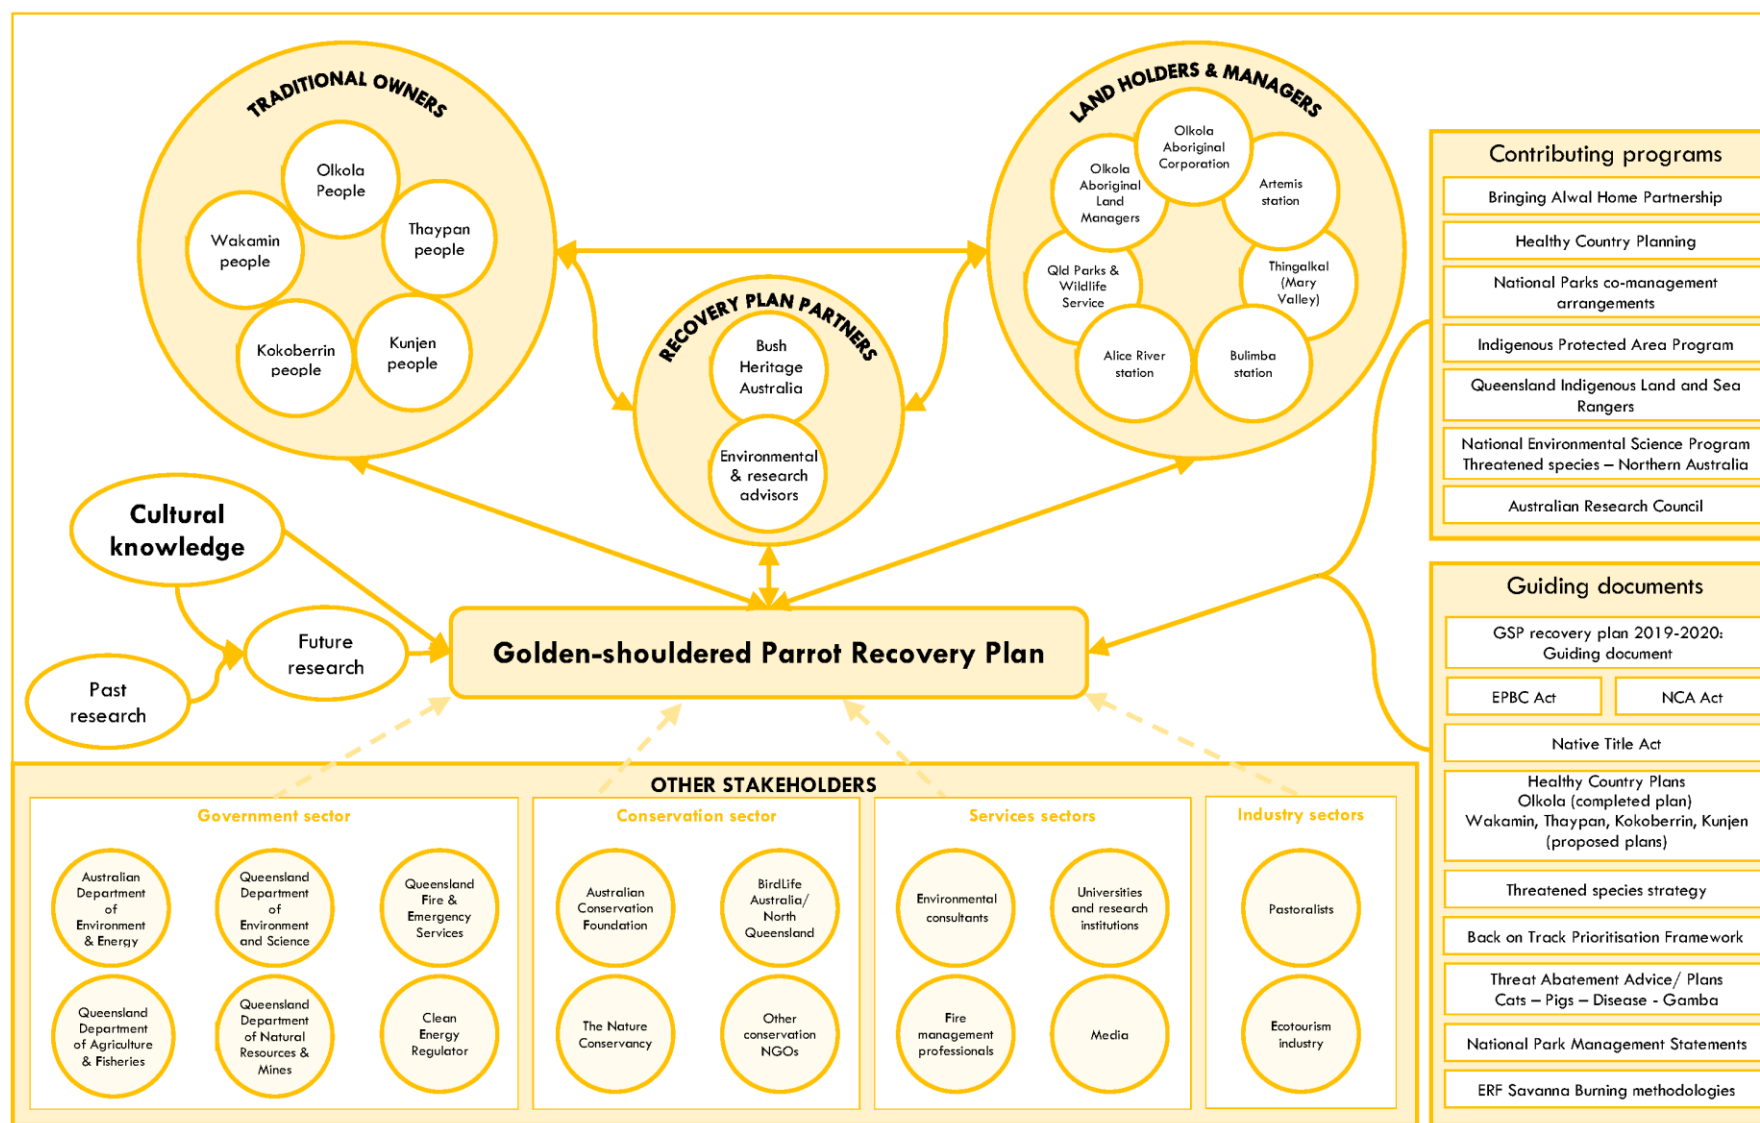 TRADITIONAL OWNERS
Olkola
People
Thaypan
people
Wakamin
people
Kokoberrin
people
Kunjen
people
LAND HOLDERS & MANAGERS
Olkola
Aboriginal
Corporation
Olkola
Aboriginal
Land
Managers
Artemis
station
Qld Parks &
Wildlife
Service
Thingalkal
(Mary
Valley)
Alice River
station
Bulimba
station
RECOVERY PLAN PARTNERS
Bush
Heritage
Australia
Environmental
& research
advisors
Contributing programs
Bringing Alwal Home Partnership
Healthy Country Planning
National Parks co-management
arrangements
Indigenous Protected Area Program
Queensland Indigenous Land and Sea
Rangers
National Environmental Science Program
Threatened species – Northern Australia
Australian Research Council
Cultural
knowledge
Future
research
Past
research
Golden-shouldered Parrot Recovery Plan
Guiding documents
GSP recovery plan 2019-2020:
Guiding document
EPBC Act
NCA Act
Native Title Act
Healthy Country Plans
Olkola (completed plan)
Wakamin, Thaypan, Kokoberrin, Kunjen
(proposed plans)
Threatened species strategy
Back on Track Prioritisation Framework
Threat Abatement Advice/ Plans
Cats – Pigs – Disease - Gamba
National Park Management Statements
ERF Savanna Burning methodologies
OTHER STAKEHOLDERS
Government sector
Australian
Department
of
Environment
& Energy
Queensland
Department
of
Environment
and Science
Queensland
Fire &
Emergency
Services
Queensland
Department
of Agriculture
& Fisheries
Queensland
Department
of Natural
Resources &
Mines
Clean
Energy
Regulator
Conservation sector
Australian
Conservation
Foundation
BirdLife
Australia/
North
Queensland
The Nature
Conservancy
Other
conservation
NGOs
Services sectors
Environmental
consultants
Universities
and research
institutions
Fire
management
professionals
Media
Industry sectors
Pastoralists
Ecotourism
industry